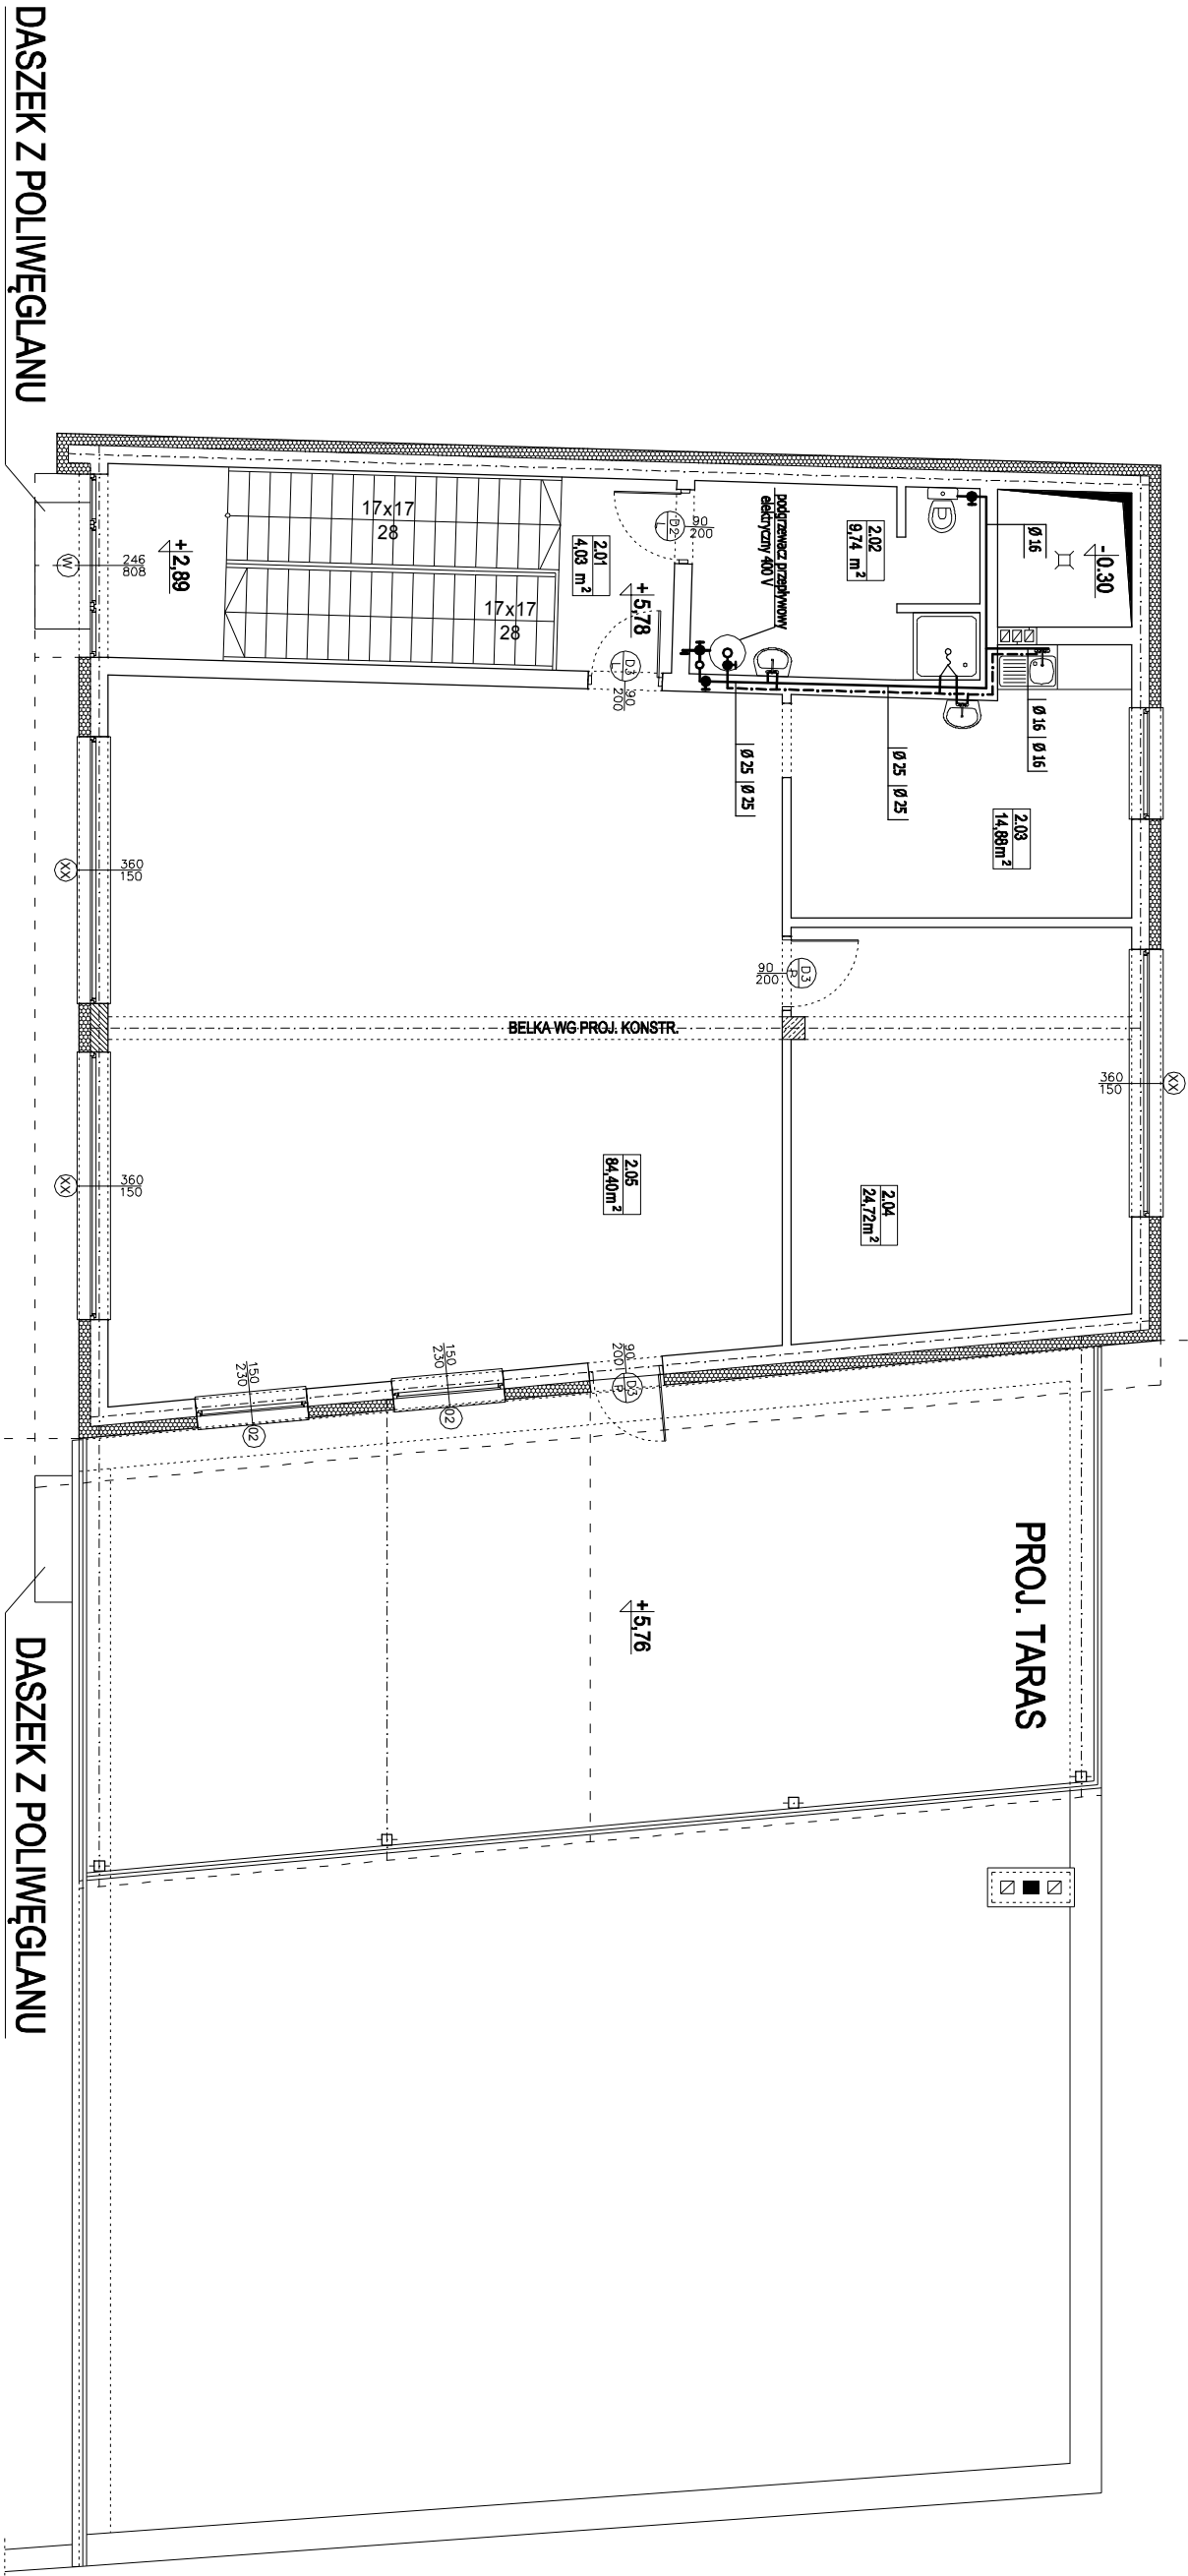 DASZEK Z POLIWĘGLANU
17x17
28
17x17
28
+2,89
246
808
W
2.01
4,03 m²
+5,78
D2
L
90
200
D3
L
90
200
podgrzewacz przepływowy
elektryczny 400 V
2.02
9,74 m²
Ø 16
-0.30
Ø 16 Ø 16
Ø 25 Ø 25
Ø 25 Ø 25
2.03
14,88m²
360
150
XX
90
200
D3
P
BELKA WG PROJ. KONSTR.
360
150
XX
360
150
XX
2.05
84,40m²
2.04
24,72m²
150
230
02
150
230
02
90
200
D3
P
PROJ. TARAS
+5,76
DASZEK Z POLIWĘGLANU